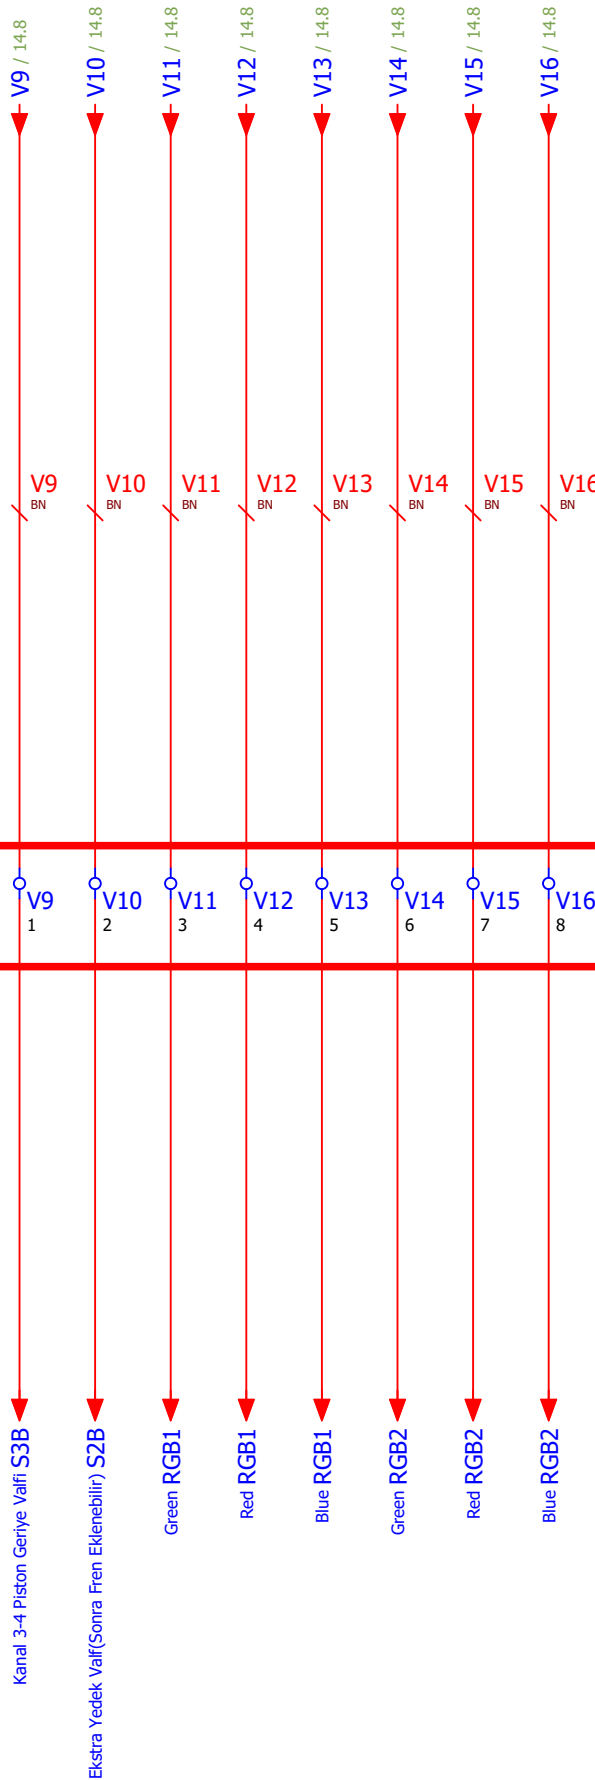 V9 / 14.8
V10 / 14.8
V11 / 14.8
V12 / 14.8
V13 / 14.8
V14 / 14.8
V15 / 14.8
V16 / 14.8
V9
BN
V10
BN
V11
BN
V12
BN
V13
BN
V14
BN
V15
BN
V16
BN
V9
1
V10
2
V11
3
V12
4
V13
5
V14
6
V15
7
V16
8
Kanal 3-4 Piston Geriye Valfi S3B
Ekstra Yedek Valf(Sonra Fren Eklenebilir) S2B
Green RGB1
Red RGB1
Blue RGB1
Green RGB2
Red RGB2
Blue RGB2